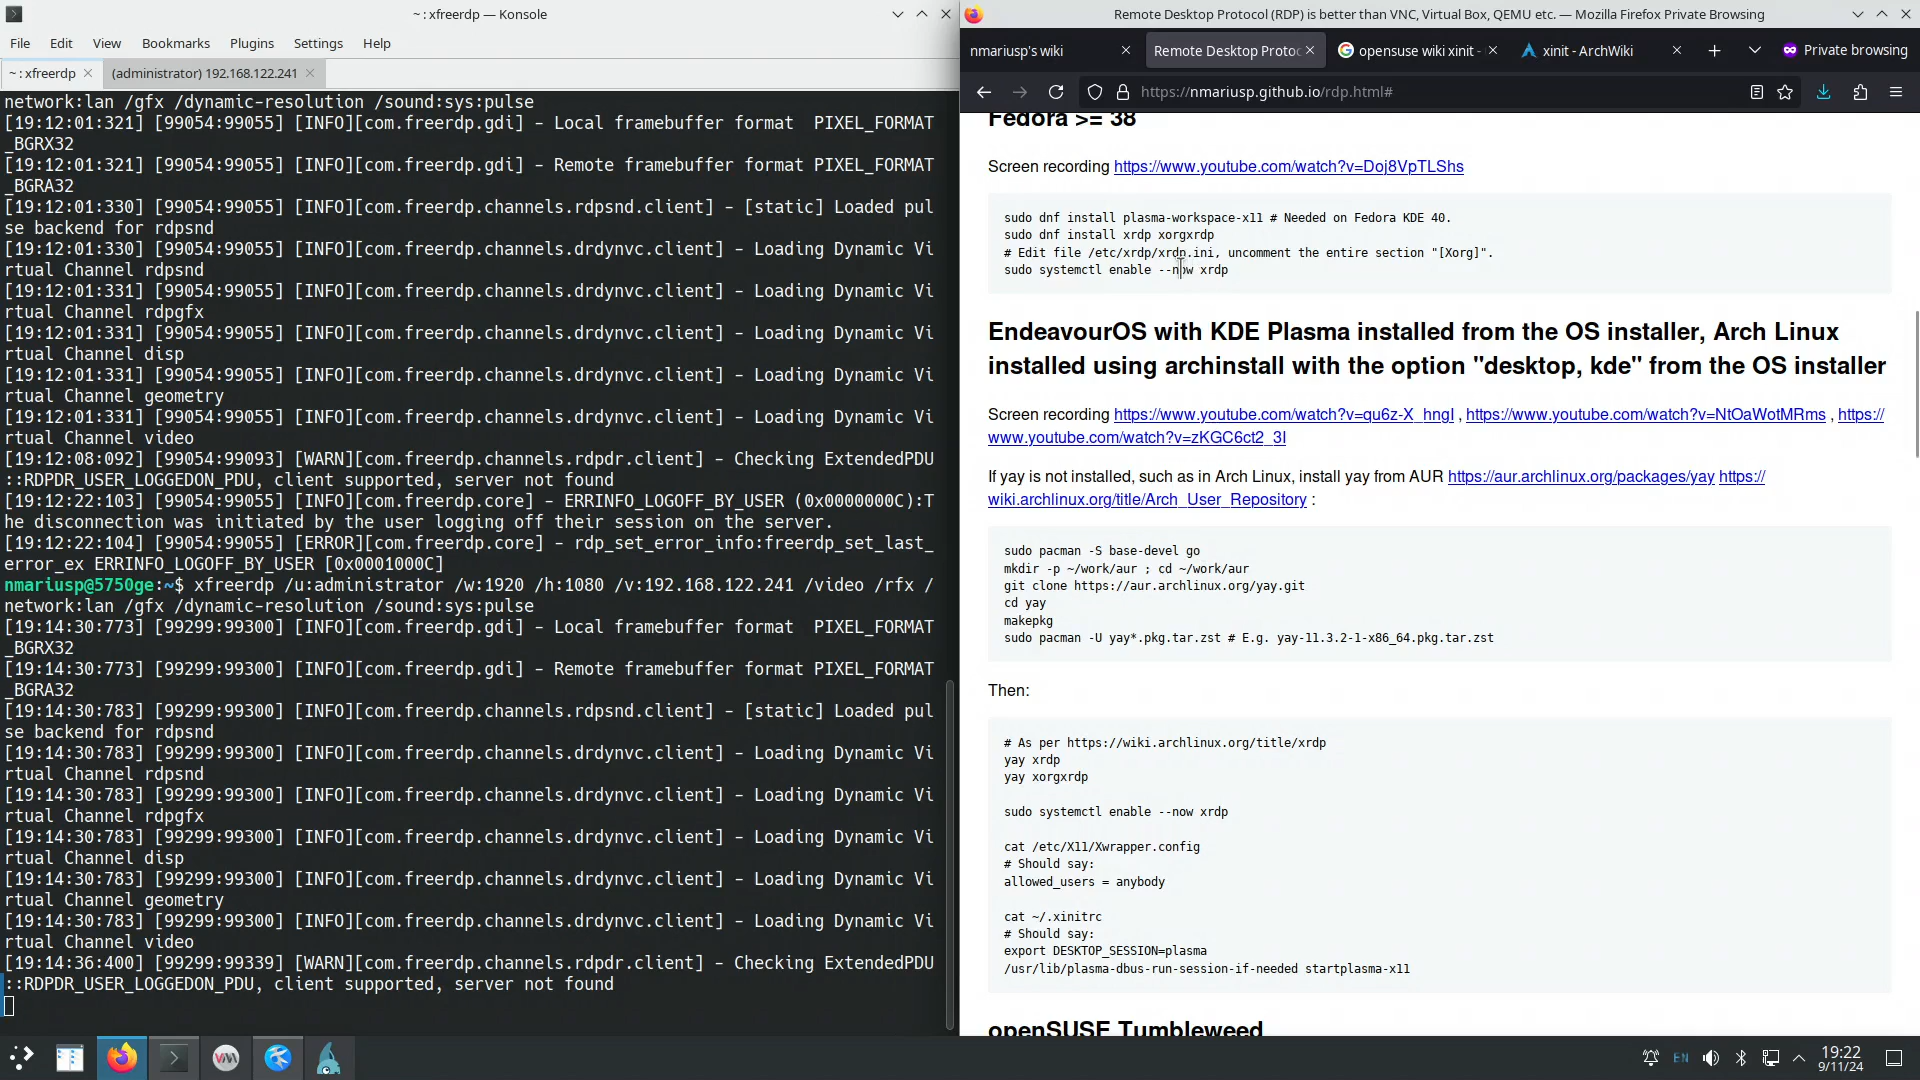 ~ : xfreerdp — Konsole
File Edit View Bookmarks Plugins Settings Help
~ : xfreerdp (administrator) 192.168.122.241
network:lan /gfx /dynamic-resolution /sound:sys:pulse
[19:12:01:321] [99054:99055] [INFO][com.freerdp.gdi] - Local framebuffer format  PIXEL_FORMAT
_BGRX32
[19:12:01:321] [99054:99055] [INFO][com.freerdp.gdi] - Remote framebuffer format PIXEL_FORMAT
_BGRA32
[19:12:01:330] [99054:99055] [INFO][com.freerdp.channels.rdpsnd.client] - [static] Loaded pul
se backend for rdpsnd
[19:12:01:330] [99054:99055] [INFO][com.freerdp.channels.drdynvc.client] - Loading Dynamic Vi
rtual Channel rdpsnd
[19:12:01:331] [99054:99055] [INFO][com.freerdp.channels.drdynvc.client] - Loading Dynamic Vi
rtual Channel rdpgfx
[19:12:01:331] [99054:99055] [INFO][com.freerdp.channels.drdynvc.client] - Loading Dynamic Vi
rtual Channel disp
[19:12:01:331] [99054:99055] [INFO][com.freerdp.channels.drdynvc.client] - Loading Dynamic Vi
rtual Channel geometry
[19:12:01:331] [99054:99055] [INFO][com.freerdp.channels.drdynvc.client] - Loading Dynamic Vi
rtual Channel video
[19:12:08:092] [99054:99093] [WARN][com.freerdp.channels.rdpdr.client] - Checking ExtendedPDU
::RDPDR_USER_LOGGEDON_PDU, client supported, server not found
[19:12:22:103] [99054:99055] [INFO][com.freerdp.core] - ERRINFO_LOGOFF_BY_USER (0x0000000C):T
he disconnection was initiated by the user logging off their session on the server.
[19:12:22:104] [99054:99055] [ERROR][com.freerdp.core] - rdp_set_error_info:freerdp_set_last_
error_ex ERRINFO_LOGOFF_BY_USER [0x0001000C]
nmariusp@5750ge:~$ xfreerdp /u:administrator /w:1920 /h:1080 /v:192.168.122.241 /video /rfx /
network:lan /gfx /dynamic-resolution /sound:sys:pulse
[19:14:30:773] [99299:99300] [INFO][com.freerdp.gdi] - Local framebuffer format  PIXEL_FORMAT
_BGRX32
[19:14:30:773] [99299:99300] [INFO][com.freerdp.gdi] - Remote framebuffer format PIXEL_FORMAT
_BGRA32
[19:14:30:783] [99299:99300] [INFO][com.freerdp.channels.rdpsnd.client] - [static] Loaded pul
se backend for rdpsnd
[19:14:30:783] [99299:99300] [INFO][com.freerdp.channels.drdynvc.client] - Loading Dynamic Vi
rtual Channel rdpsnd
[19:14:30:783] [99299:99300] [INFO][com.freerdp.channels.drdynvc.client] - Loading Dynamic Vi
rtual Channel rdpgfx
[19:14:30:783] [99299:99300] [INFO][com.freerdp.channels.drdynvc.client] - Loading Dynamic Vi
rtual Channel disp
[19:14:30:783] [99299:99300] [INFO][com.freerdp.channels.drdynvc.client] - Loading Dynamic Vi
rtual Channel geometry
[19:14:30:783] [99299:99300] [INFO][com.freerdp.channels.drdynvc.client] - Loading Dynamic Vi
rtual Channel video
[19:14:36:400] [99299:99339] [WARN][com.freerdp.channels.rdpdr.client] - Checking ExtendedPDU
::RDPDR_USER_LOGGEDON_PDU, client supported, server not found
Remote Desktop Protocol (RDP) is better than VNC, Virtual Box, QEMU etc. — Mozilla Firefox Private Browsing
nmariusp's wiki Remote Desktop Protoc opensuse wiki xinit - xinit - ArchWiki Private browsing
https://nmariusp.github.io/rdp.html#
Fedora >= 38
Screen recording https://www.youtube.com/watch?v=Doj8VpTLShs
sudo dnf install plasma-workspace-x11 # Needed on Fedora KDE 40.
sudo dnf install xrdp xorgxrdp
# Edit file /etc/xrdp/xrdp.ini, uncomment the entire section "[Xorg]".
sudo systemctl enable --now xrdp
EndeavourOS with KDE Plasma installed from the OS installer, Arch Linux
installed using archinstall with the option "desktop, kde" from the OS installer
Screen recording https://www.youtube.com/watch?v=qu6z-X_hngI , https://www.youtube.com/watch?v=NtOaWotMRms , https://
www.youtube.com/watch?v=zKGC6ct2_3I
If yay is not installed, such as in Arch Linux, install yay from AUR https://aur.archlinux.org/packages/yay https://
wiki.archlinux.org/title/Arch_User_Repository :
sudo pacman -S base-devel go
mkdir -p ~/work/aur ; cd ~/work/aur
git clone https://aur.archlinux.org/yay.git
cd yay
makepkg
sudo pacman -U yay*.pkg.tar.zst # E.g. yay-11.3.2-1-x86_64.pkg.tar.zst
Then:
# As per https://wiki.archlinux.org/title/xrdp
yay xrdp
yay xorgxrdp
sudo systemctl enable --now xrdp
cat /etc/X11/Xwrapper.config
# Should say:
allowed_users = anybody
cat ~/.xinitrc
# Should say:
export DESKTOP_SESSION=plasma
/usr/lib/plasma-dbus-run-session-if-needed startplasma-x11
openSUSE Tumbleweed
EN
19:22
9/11/24